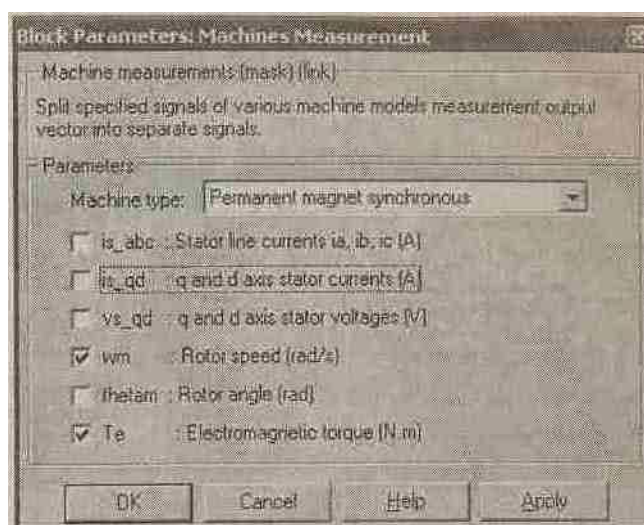 Block Parameters: Machines Measurement
Machine measurements (mask) (link)
Split specified signals of various machine models measurement output
vector into separate signals.
Parameters
Machine type: Permanent magnet synchronous
is_abc : Stator line currents ia, ib, ic [A]
is_qd : q and d axis stator currents [A]
vs_qd : q and d axis stator voltages [V]
wm : Rotor speed [rad/s]
thetam : Rotor angle [rad]
Te : Electromagnetic torque [N.m]
OK Cancel Help Apply